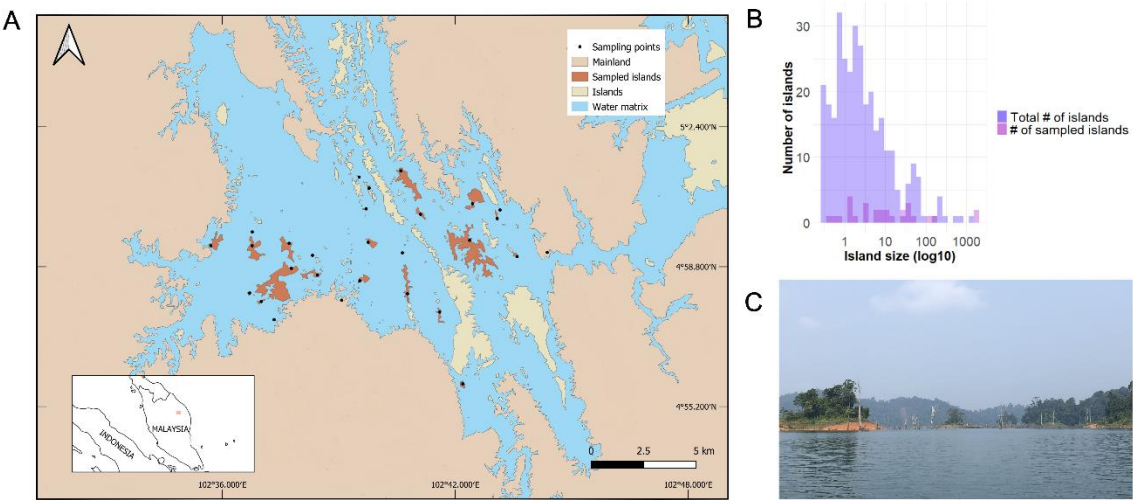 A
Sampling points
Mainland
Sampled islands
Islands
Water matrix
5°2.400'N
4°58.800'N
4°55.200'N
INDONESIA
MALAYSIA
0 2.5 5 km
102°36.000'E
102°42.000'E
102°48.000'E
B
Number of islands
30
20
10
0
1 10 100 1000
Island size (log10)
Total # of islands
# of sampled islands
C